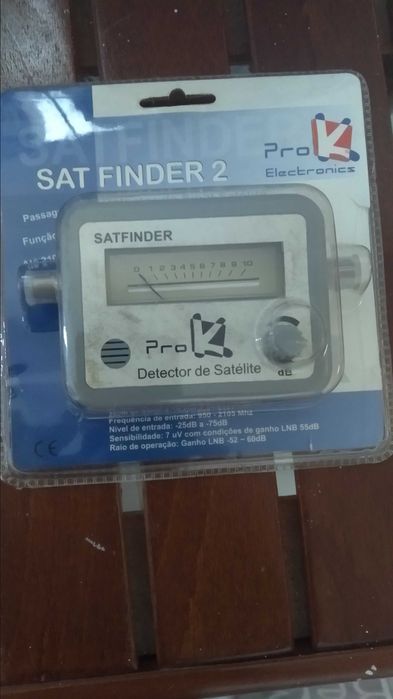 SATFINDER
SAT FINDER 2
Pro K
Electronics
Passag
Função
SATFINDER
0 1 2 3 4 5 6 7 8 9 10
Pro K
Detector de Satélite
dB
Frequência de entrada: 950 - 2105 Mhz
Nível de entrada: -25dB a -75dB
Sensibilidade: 7 uV com condições de ganho LNB 55dB
Raio de operação: Ganho LNB -52 ~ 60dB
CE